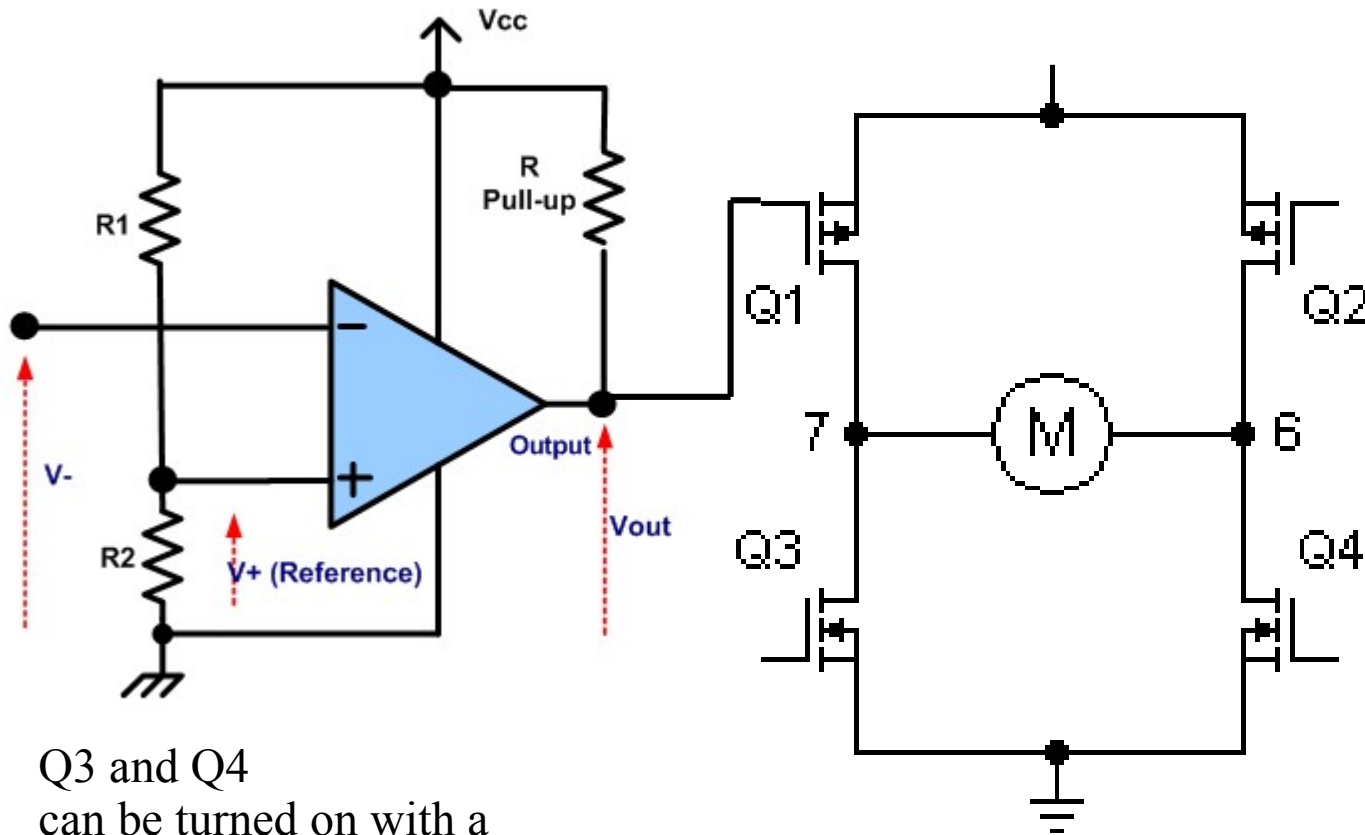 Vcc
R
Pull-up
R1
Q1
Q2
-
7
M
6
Output
V-
+
Vout
R2
V+ (Reference)
Q3
Q4
Q3 and Q4
can be turned on with a